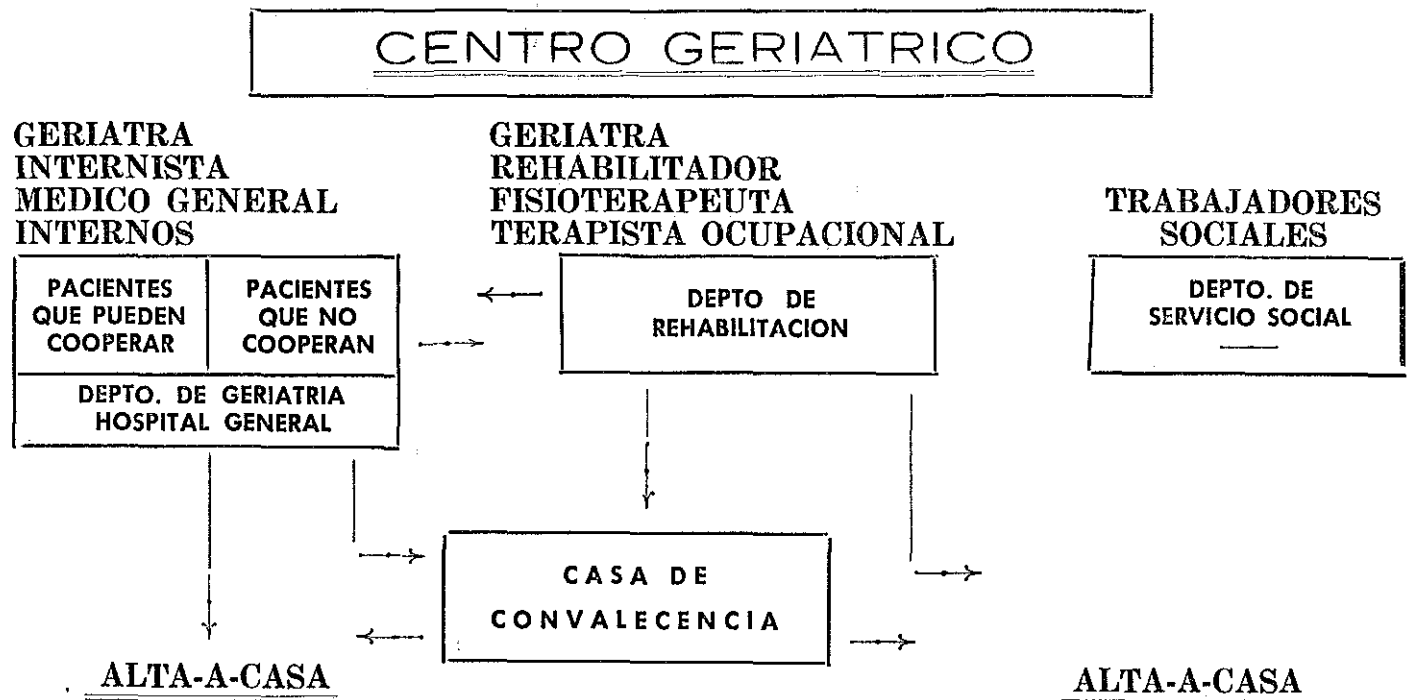 CENTRO GERIATRICO
GERIATRA
INTERNISTA
MEDICO GENERAL
INTERNOS
GERIATRA
REHABILITADOR
FISIOTERAPEUTA
TERAPISTA OCUPACIONAL
TRABAJADORES
SOCIALES
PACIENTES
QUE PUEDEN
COOPERAR
PACIENTES
QUE NO
COOPERAN
DEPTO. DE GERIATRIA
HOSPITAL GENERAL
DEPTO DE
REHABILITACION
DEPTO. DE
SERVICIO SOCIAL
CASA DE
CONVALECENCIA
ALTA-A-CASA
ALTA-A-CASA